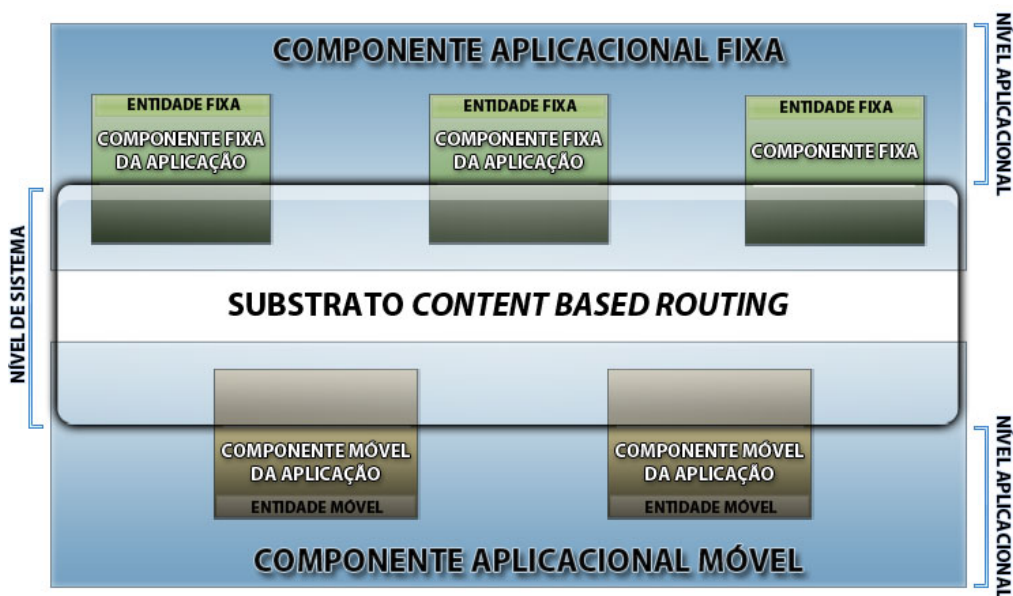 COMPONENTE APLICACIONAL FIXA
NÍVEL APLICACIONAL
ENTIDADE FIXA
COMPONENTE FIXA
DA APLICAÇÃO
ENTIDADE FIXA
COMPONENTE FIXA
DA APLICAÇÃO
ENTIDADE FIXA
COMPONENTE FIXA
NÍVEL DE SISTEMA
SUBSTRATO CONTENT BASED ROUTING
COMPONENTE MÓVEL
DA APLICAÇÃO
ENTIDADE MÓVEL
COMPONENTE MÓVEL
DA APLICAÇÃO
ENTIDADE MÓVEL
NÍVEL APLICACIONAL
COMPONENTE APLICACIONAL MÓVEL